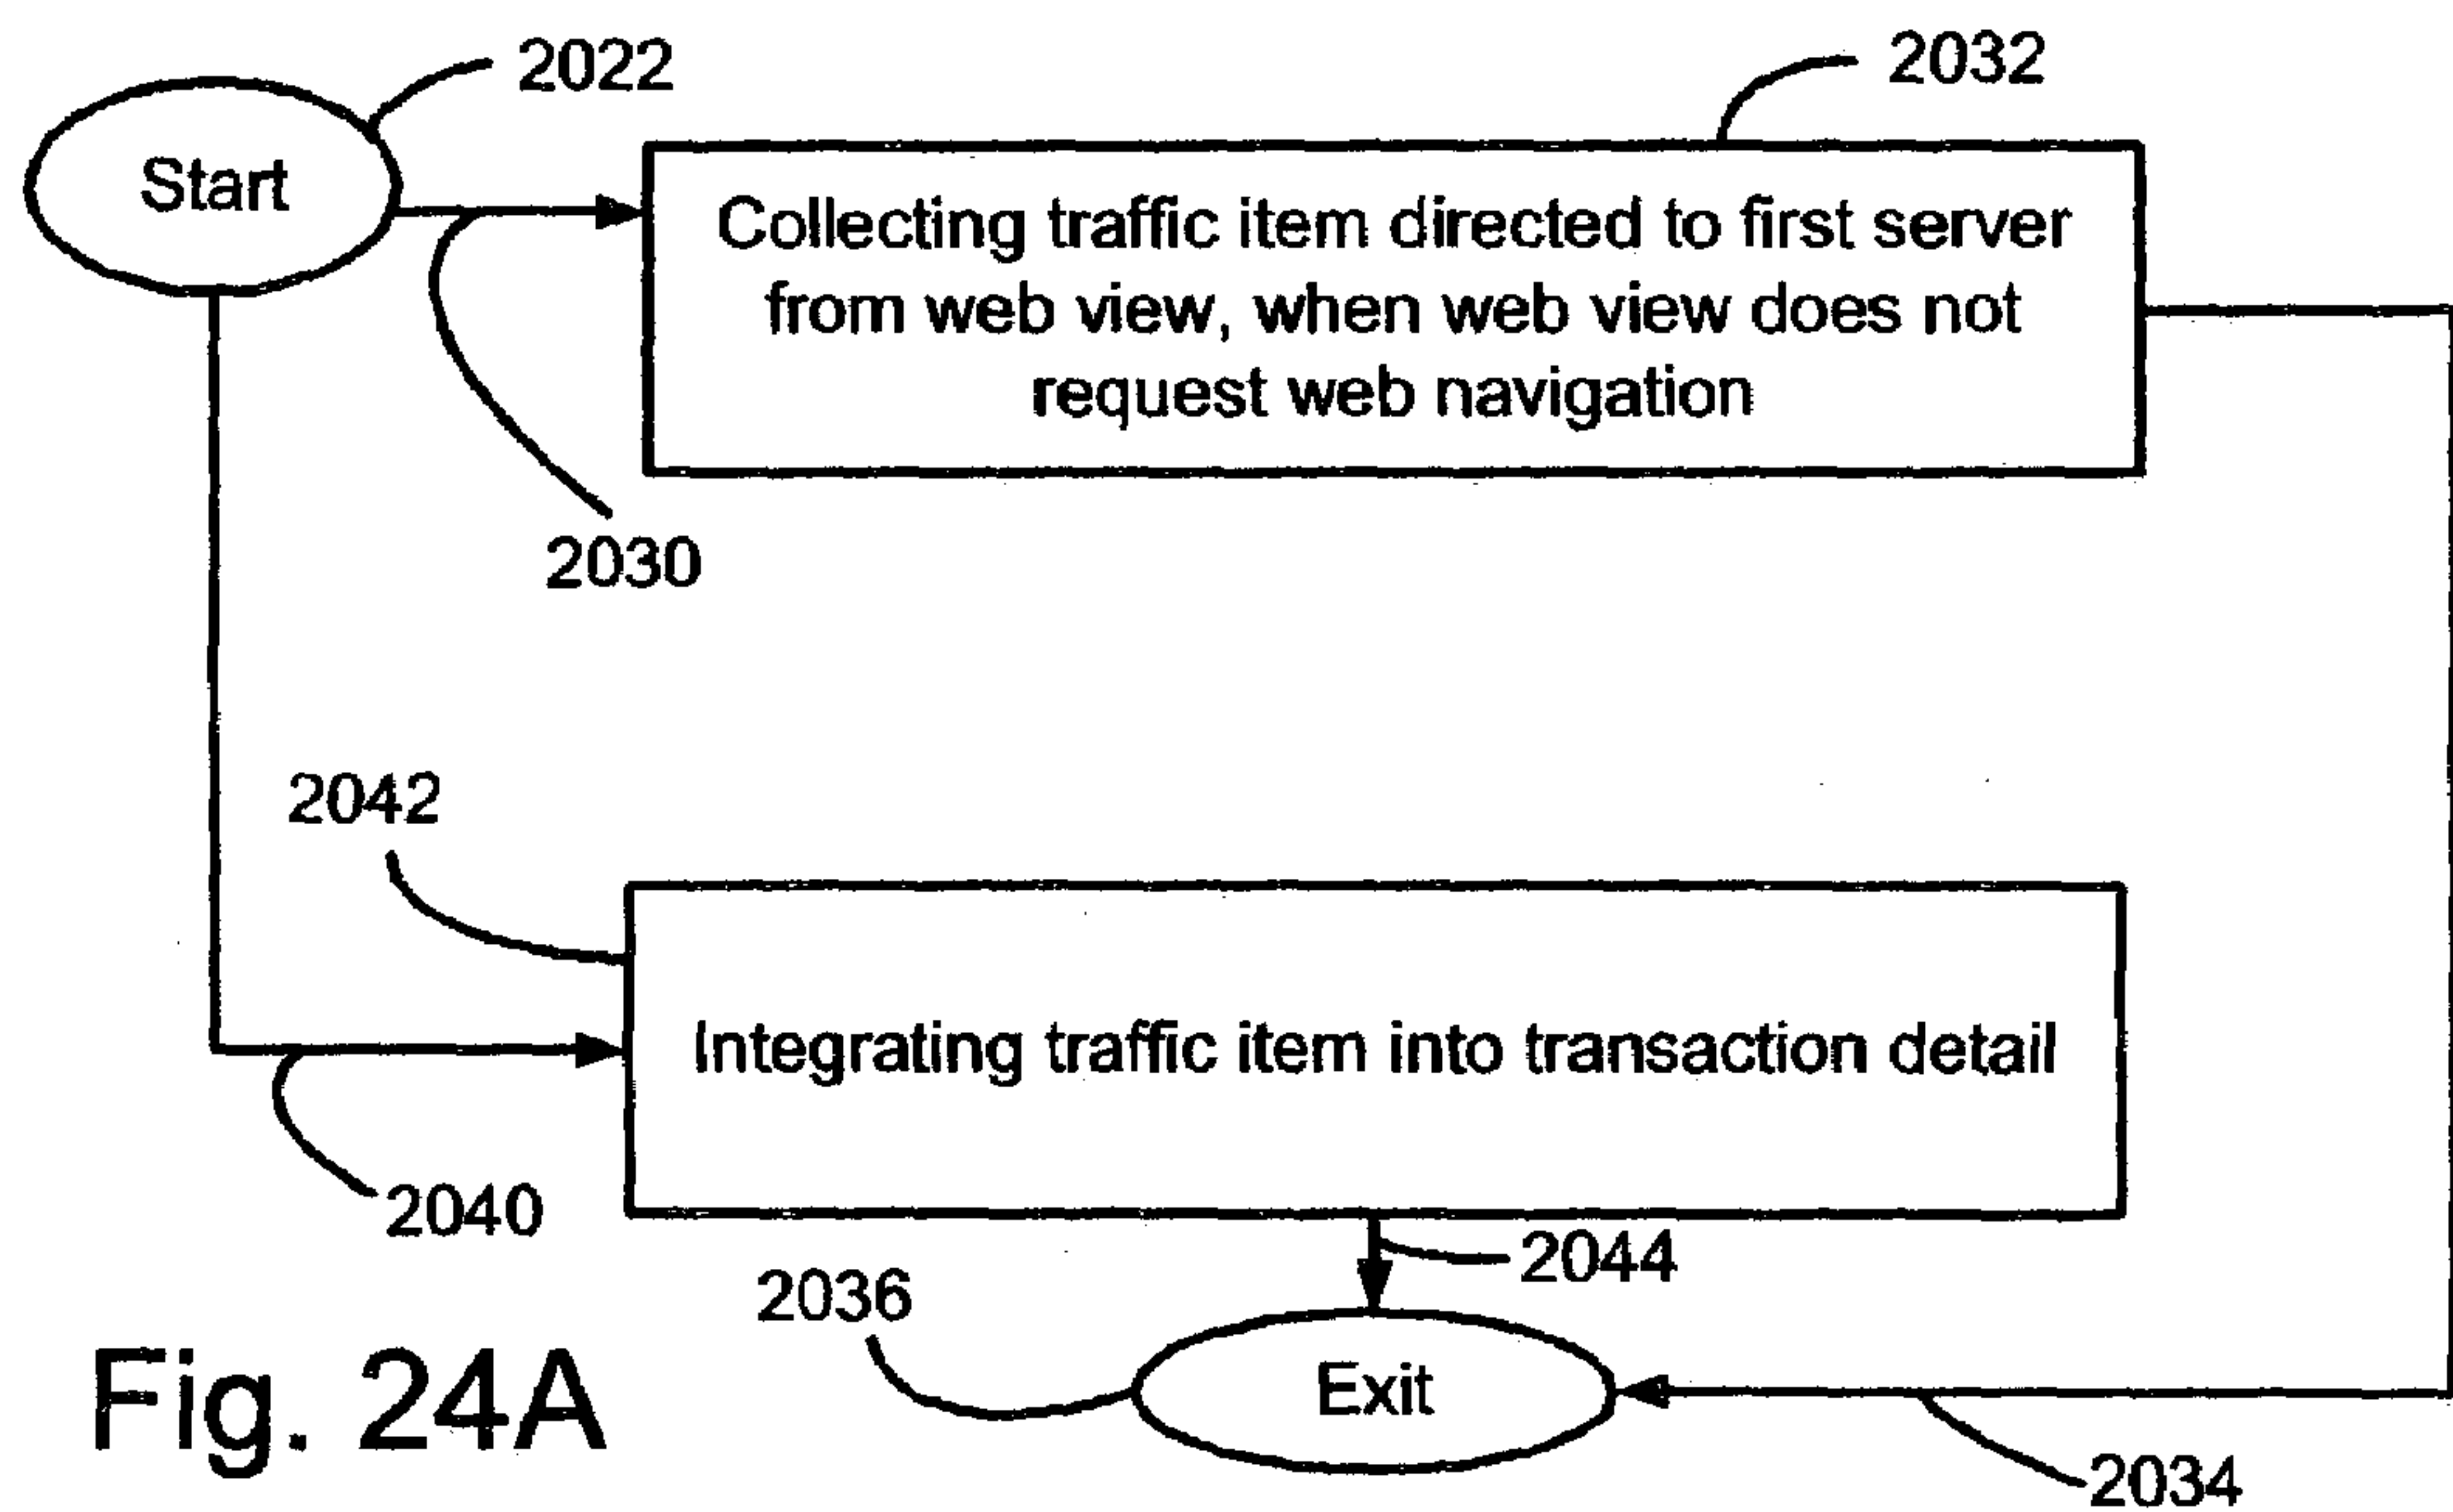 2022
2032
Start
Collecting traffic item directed to first server
from web view, when web view does not
request web navigation
2030
2042
Integrating traffic item into transaction detail
2040
2044
2036
Exit
Fig. 24A
2034